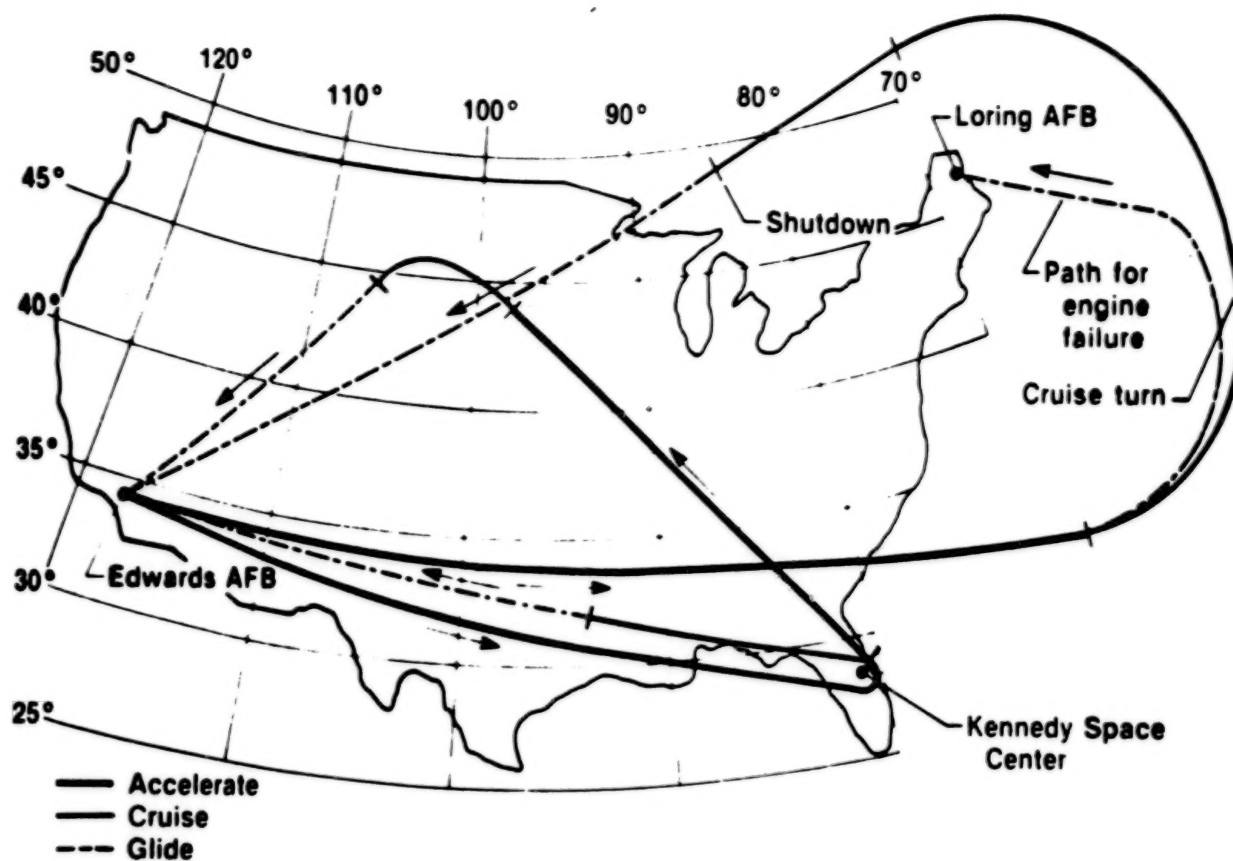 50°
120°
110°
100°
90°
80°
70°
Loring AFB
45°
Shutdown
Path for
engine
failure
40°
Cruise turn
35°
Edwards AFB
30°
25°
Kennedy Space
Center
Accelerate
Cruise
Glide